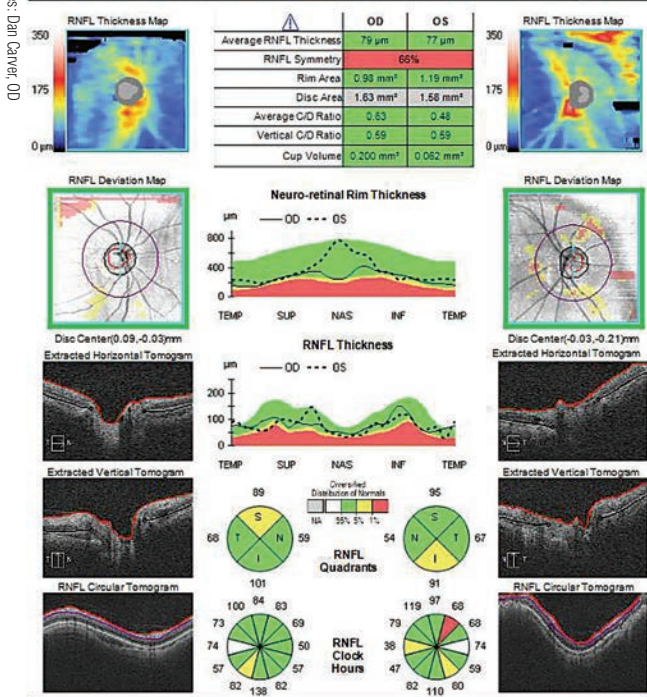 s: Dan Carver, OD
RNFL Thickness Map
350
175
0 µm
OD OS
Average RNFL Thickness 79 µm 77 µm
RNFL Symmetry 66%
Rim Area 0.98 mm² 1.19 mm²
Disc Area 1.63 mm² 1.58 mm²
Average C/D Ratio 0.63 0.48
Vertical C/D Ratio 0.59 0.59
Cup Volume 0.200 mm³ 0.062 mm³
RNFL Thickness Map
350
175
0 µm
RNFL Deviation Map
Disc Center(0.09,-0.03)mm
Neuro-retinal Rim Thickness
µm OD OS
800
400
0
TEMP SUP NAS INF TEMP
RNFL Deviation Map
Disc Center(-0.03,-0.21)mm
Extracted Horizontal Tomogram
RNFL Thickness
µm OD OS
200
100
0
TEMP SUP NAS INF TEMP
Extracted Horizontal Tomogram
Extracted Vertical Tomogram
Diversified
Distribution of Normals
NA 95% 5% 1%
89
S
68 T N 59
I
101
RNFL
Quadrants
95
S
54 N T 67
I
91
Extracted Vertical Tomogram
RNFL Circular Tomogram
84
100 83
73 69
74 50
57 57
82 82
138
RNFL
Clock
Hours
97
119 68
79 68
38 74
47 59
82 80
110
RNFL Circular Tomogram